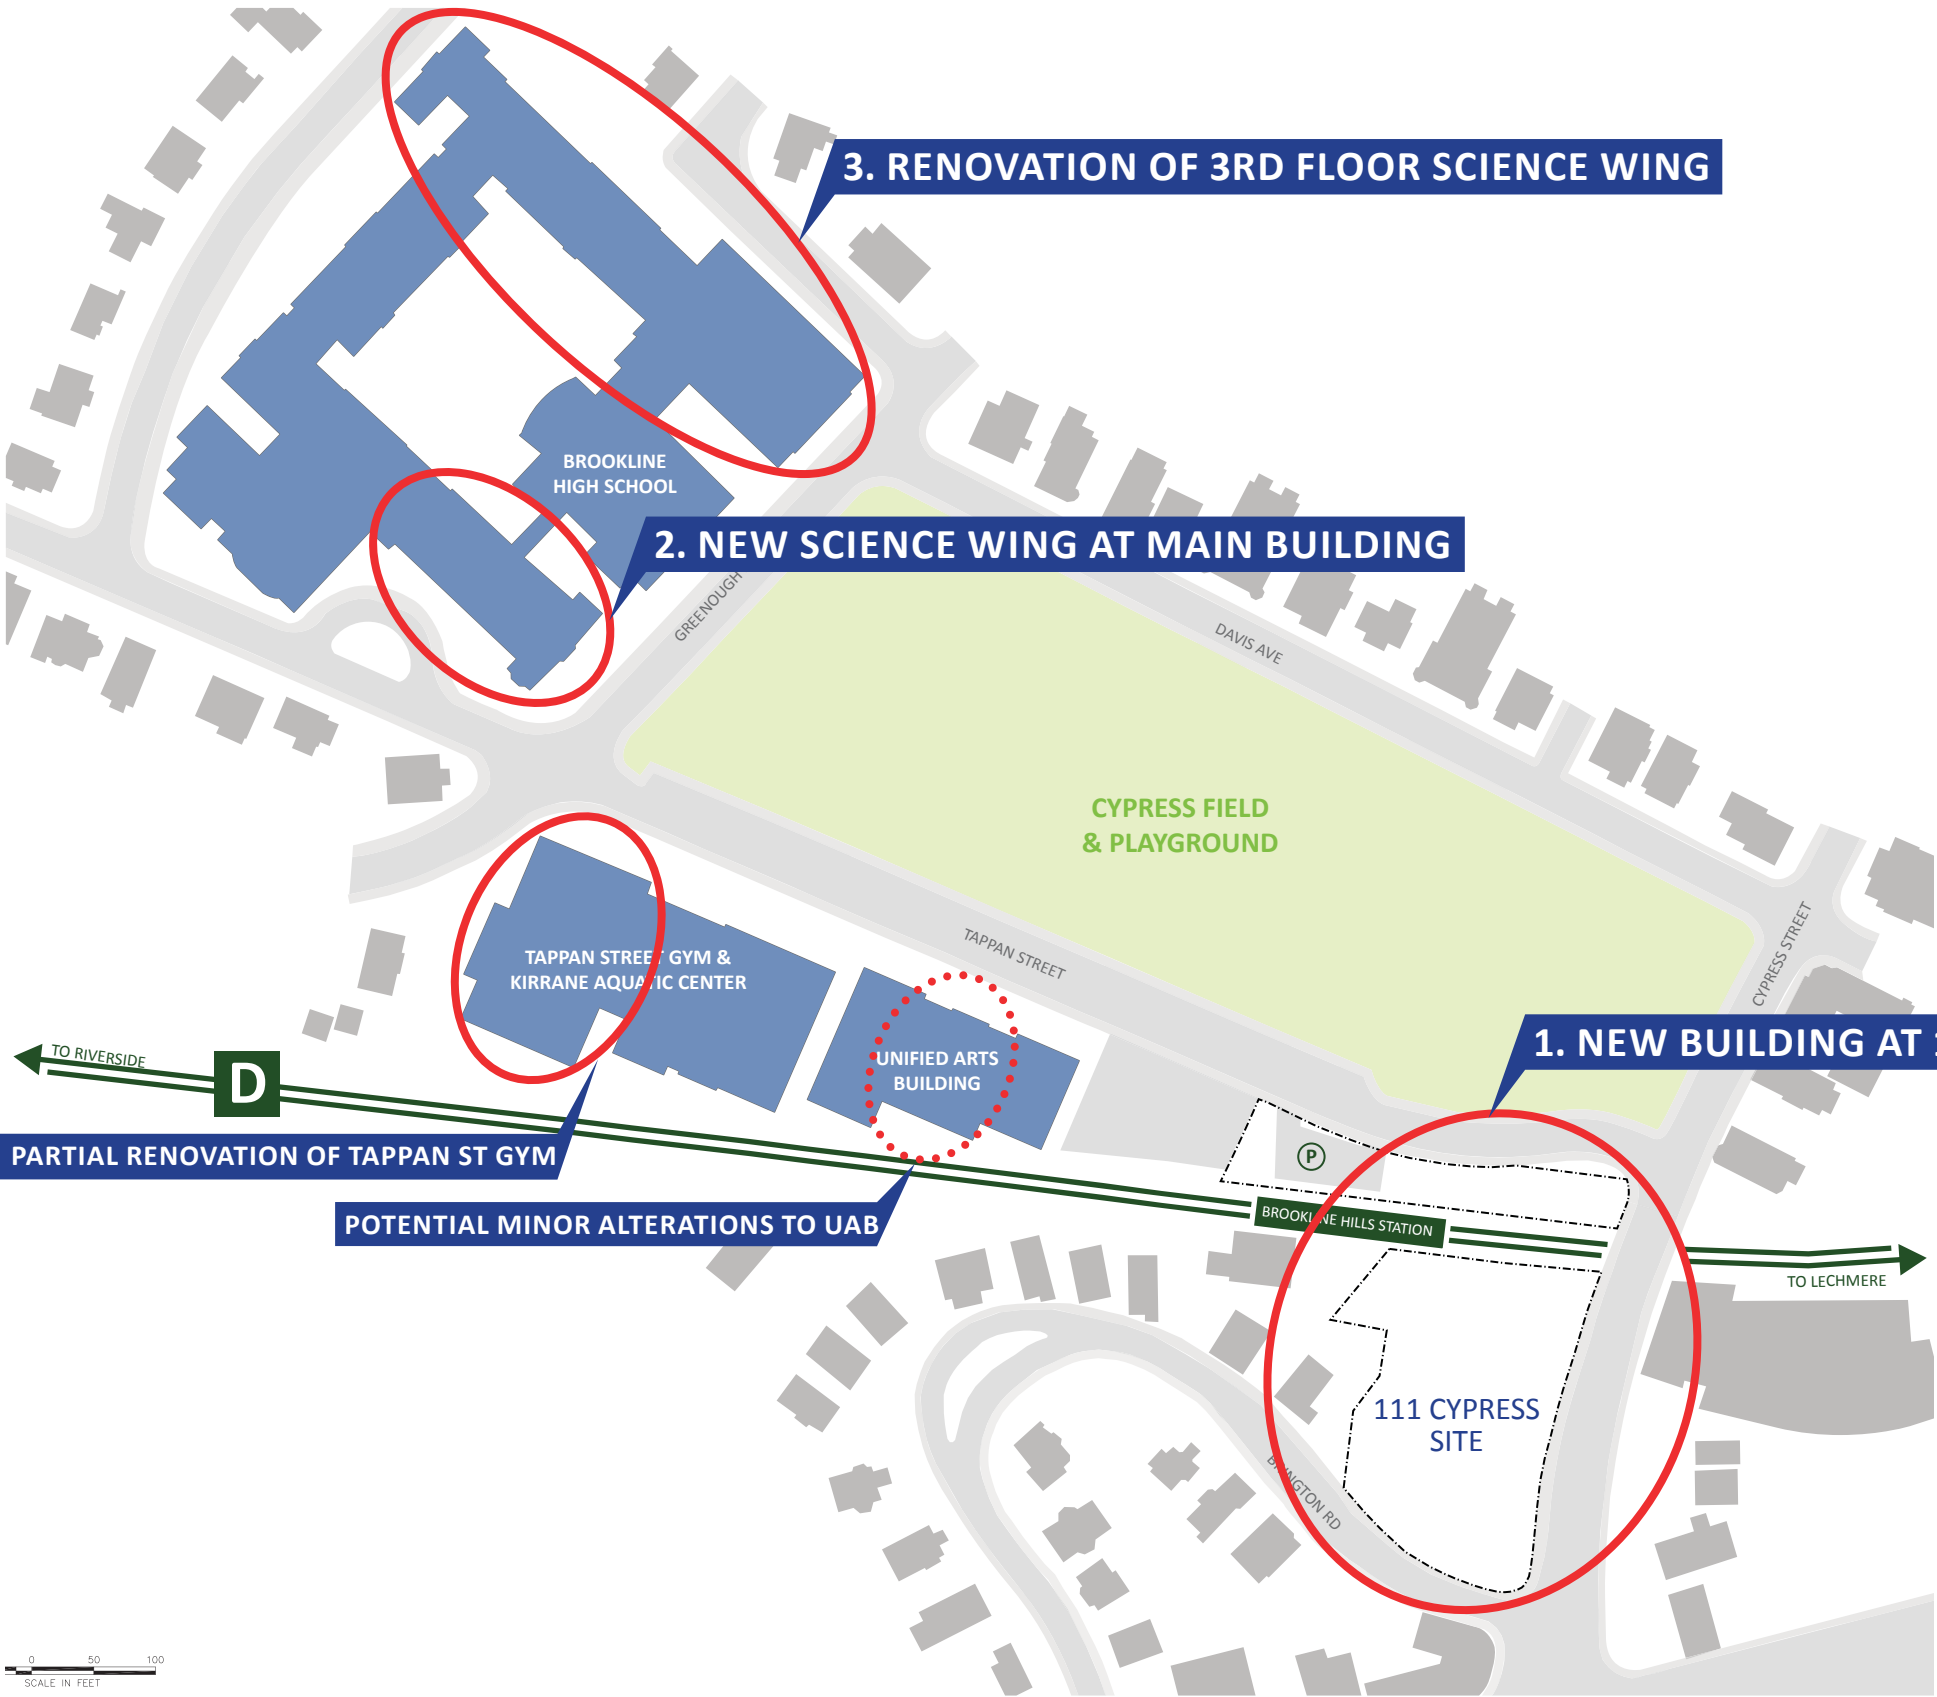 3. RENOVATION OF 3RD FLOOR SCIENCE WING
BROOKLINE
HIGH SCHOOL
2. NEW SCIENCE WING AT MAIN BUILDING
GREENOUGH
DAVIS AVE
CYPRESS FIELD
& PLAYGROUND
CYPRESS STREET
TAPPAN STREET
TAPPAN STREET GYM &
KIRRANE AQUATIC CENTER
1. NEW BUILDING AT
UNIFIED ARTS
BUILDING
TO RIVERSIDE
D
PARTIAL RENOVATION OF TAPPAN ST GYM
P
POTENTIAL MINOR ALTERATIONS TO UAB
BROOKLINE HILLS STATION
TO LECHMERE
111 CYPRESS
SITE
BRINGTON RD
0 50 100
SCALE IN FEET